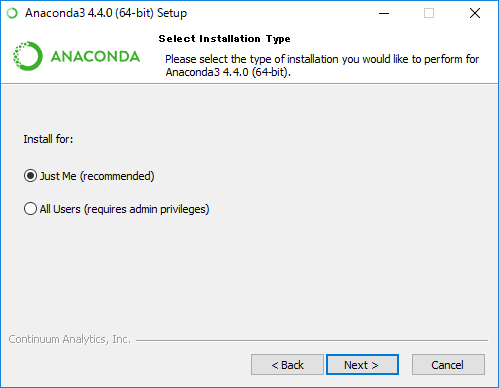 Anaconda3 4.4.0 (64-bit) Setup
ANACONDA
Select Installation Type
Please select the type of installation you would like to perform for
Anaconda3 4.4.0 (64-bit).
Install for:
Just Me (recommended)
All Users (requires admin privileges)
Continuum Analytics, Inc.
< Back
Next >
Cancel